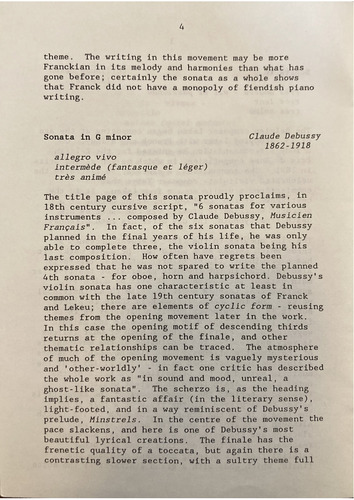 4
theme. The writing in this movement may be more
Franckian in its melody and harmonies than what has
gone before; certainly the sonata as a whole shows
that Franck did not have a monopoly of fiendish piano
writing.
Sonata in G minor Claude Debussy
1862-1918
allegro vivo
intermède (fantasque et léger)
très animé
The title page of this sonata proudly proclaims, in
18th century cursive script, "6 sonatas for various
instruments ... composed by Claude Debussy, Musicien
Français". In fact, of the six sonatas that Debussy
planned in the final years of his life, he was only
able to complete three, the violin sonata being his
last composition. How often have regrets been
expressed that he was not spared to write the planned
4th sonata - for oboe, horn and harpsichord. Debussy's
violin sonata has one characteristic at least in
common with the late 19th century sonatas of Franck
and Lekeu; there are elements of cyclic form - reusing
themes from the opening movement later in the work.
In this case the opening motif of descending thirds
returns at the opening of the finale, and other
thematic relationships can be traced. The atmosphere
of much of the opening movement is vaguely mysterious
and 'other-worldly' - in fact one critic has described
the whole work as "in sound and mood, unreal, a
ghost-like sonata". The scherzo is, as the heading
implies, a fantastic affair (in the literary sense),
light-footed, and in a way reminiscent of Debussy's
prelude, Minstrels. In the centre of the movement the
pace slackens, and here is one of Debussy's most
beautiful lyrical creations. The finale has the
frenetic quality of a toccata, but again there is a
contrasting slower section, with a sultry theme full